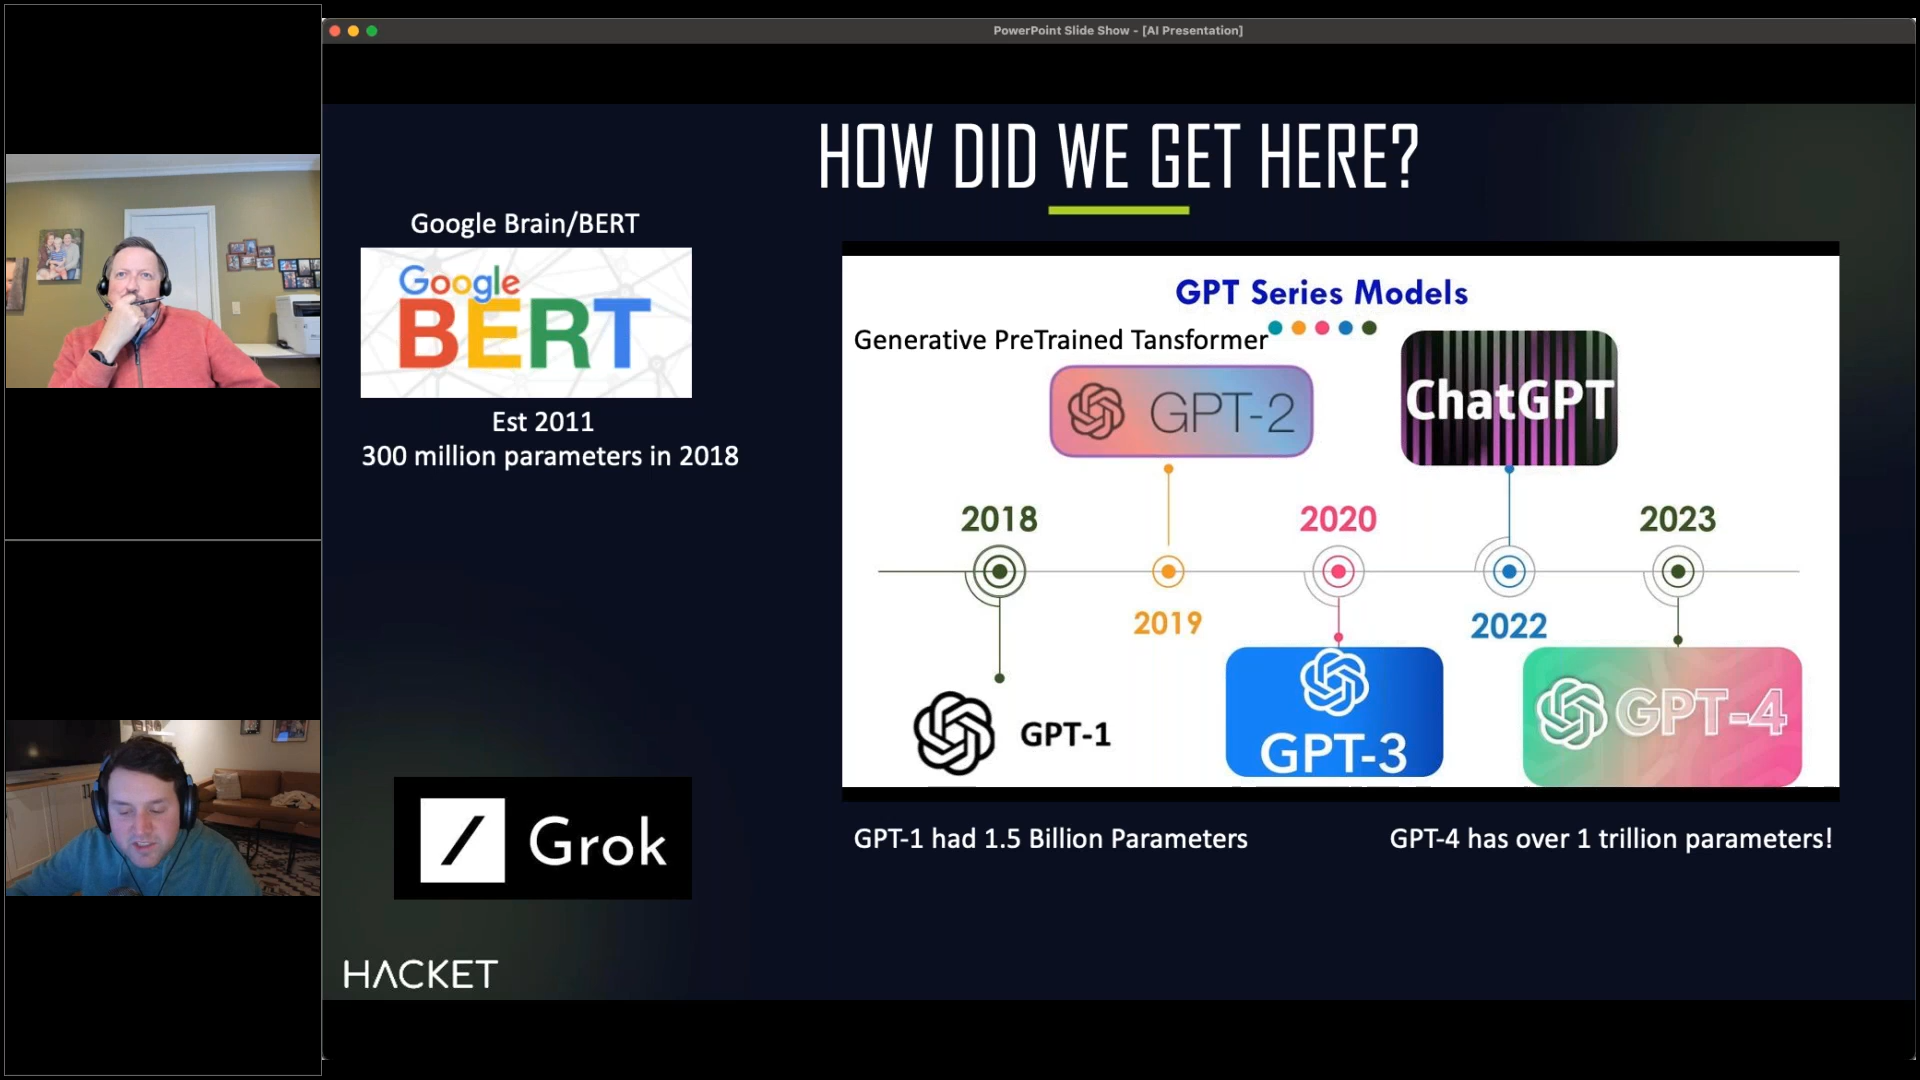 PowerPoint Slide Show - [AI Presentation]
HOW DID WE GET HERE?
Google Brain/BERT
Google
BERT
Est 2011
300 million parameters in 2018
Grok
HACKET
GPT Series Models
Generative PreTrained Tansformer
GPT-2
ChatGPT
2018
2020
2023
2019
2022
GPT-1
GPT-3
GPT-4
GPT-1 had 1.5 Billion Parameters
GPT-4 has over 1 trillion parameters!